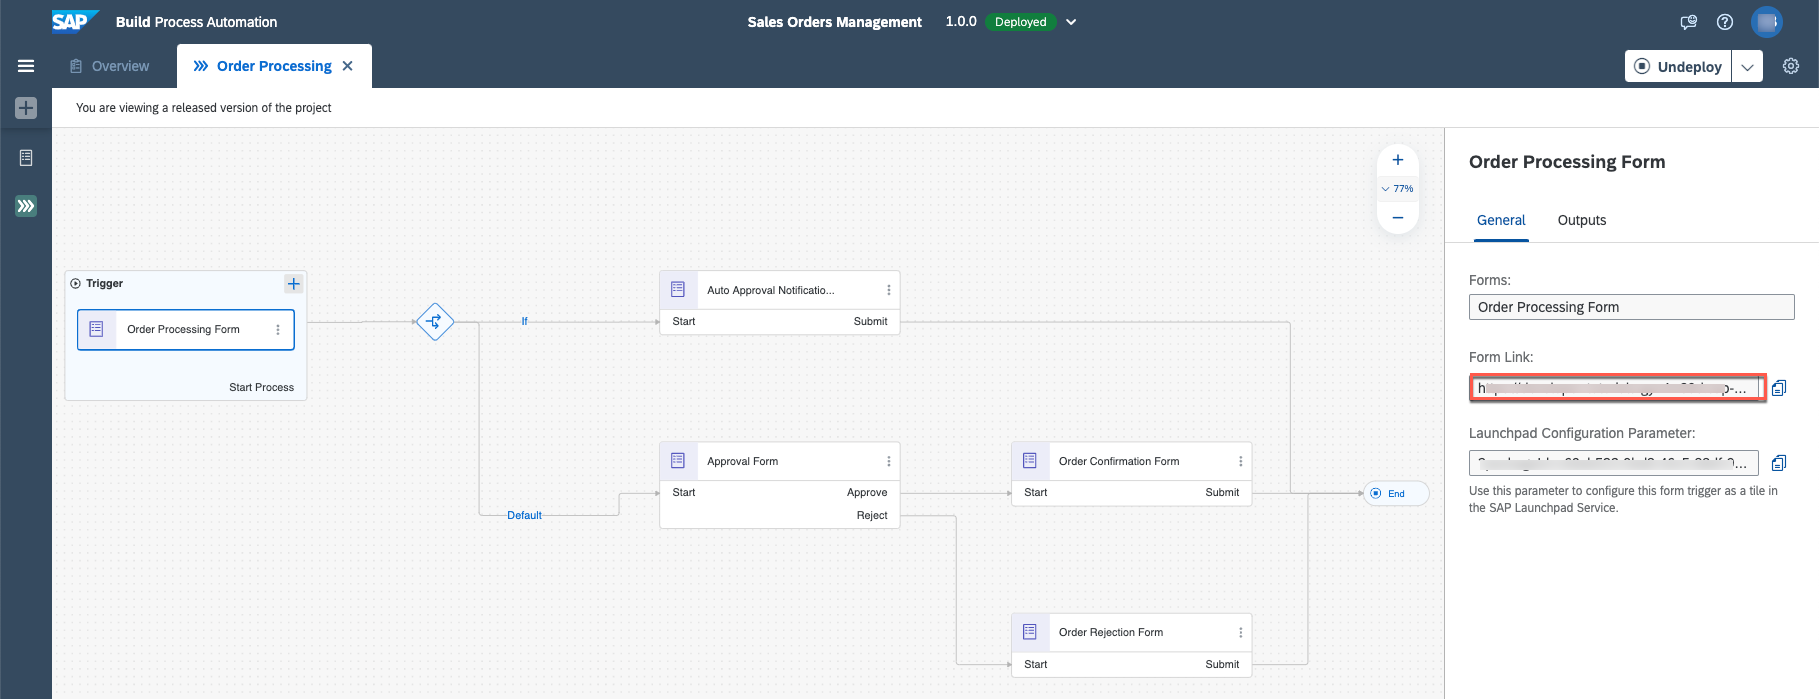 SAP Build Process Automation
Sales Orders Management 1.0.0 Deployed
Overview
Order Processing
Undeploy
You are viewing a released version of the project
77%
Trigger
Order Processing Form
Start Process
If
Default
Auto Approval Notificatio...
Start Submit
Approval Form
Start Approve
Reject
Order Confirmation Form
Start Submit
Order Rejection Form
Start Submit
End
Order Processing Form
General Outputs
Forms:
Order Processing Form
Form Link:
Launchpad Configuration Parameter:
Use this parameter to configure this form trigger as a tile in
the SAP Launchpad Service.